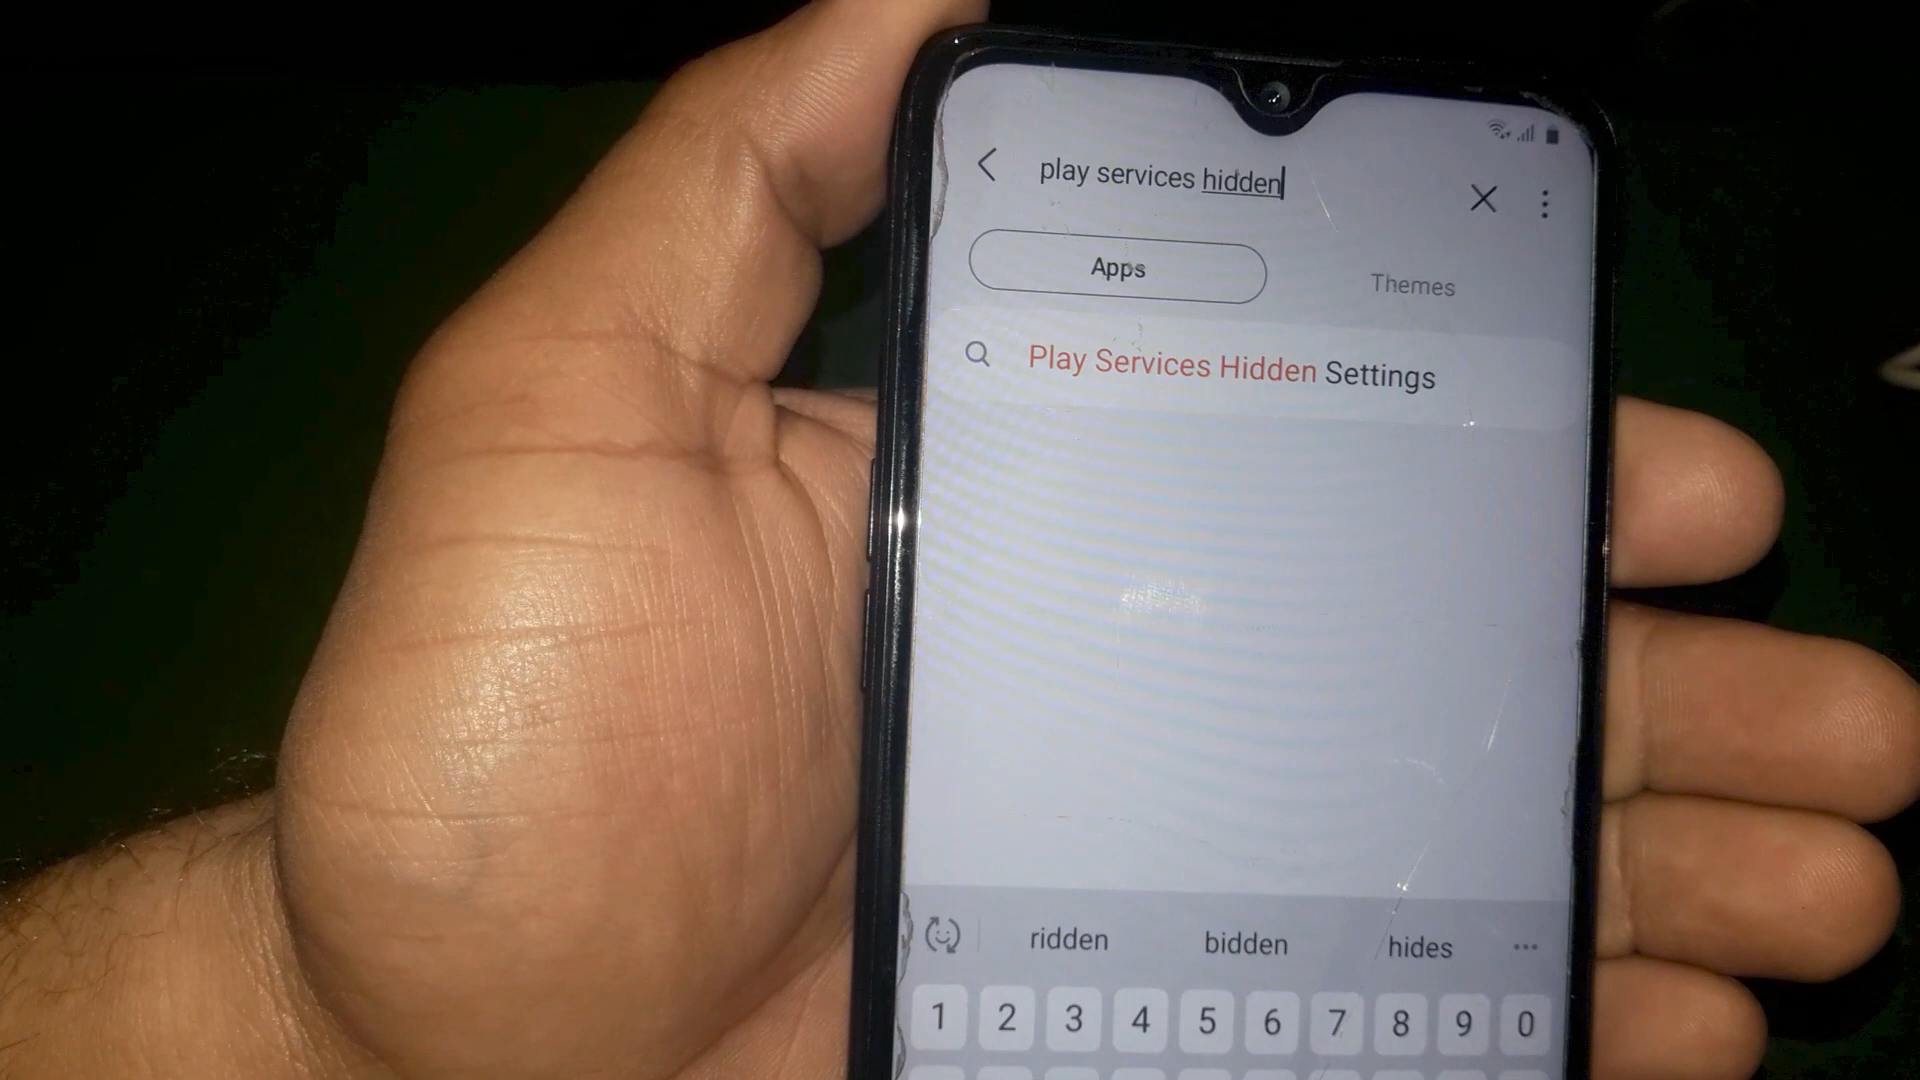 play services hidden
Apps
Themes
Play Services Hidden Settings
ridden bidden hides
1 2 3 4 5 6 7 8 9 0